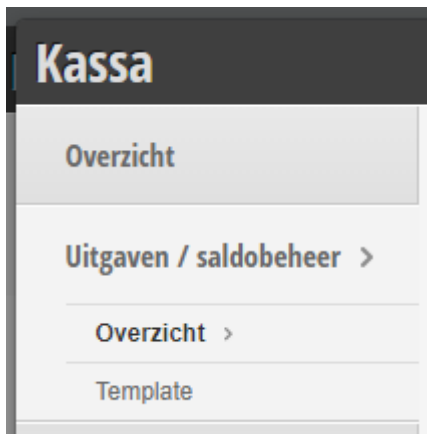 Kassa
Overzicht
Uitgaven / saldobeheer >
Overzicht >
Template